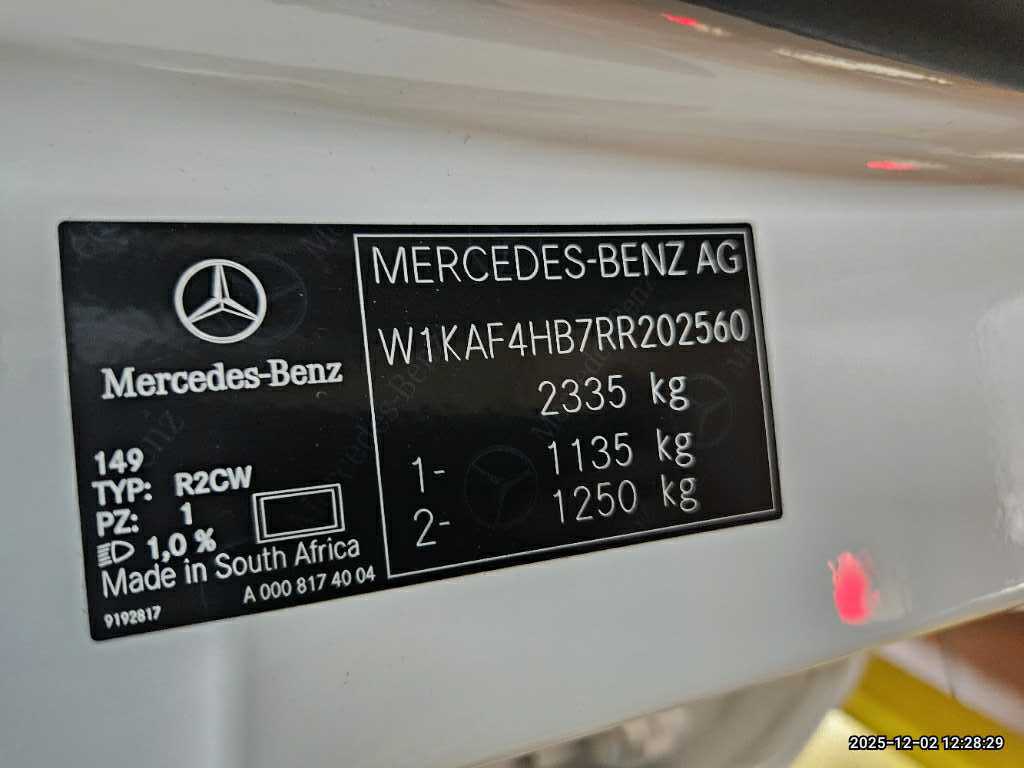 Mercedes-Benz
149
TYP: R2CW
PZ: 1
1,0 %
Made in South Africa
A 000 817 40 04
9192817
MERCEDES-BENZ AG
W1KAF4HB7RR202560
2335 kg
1- 1135 kg
2- 1250 kg
2025-12-02 12:28:29